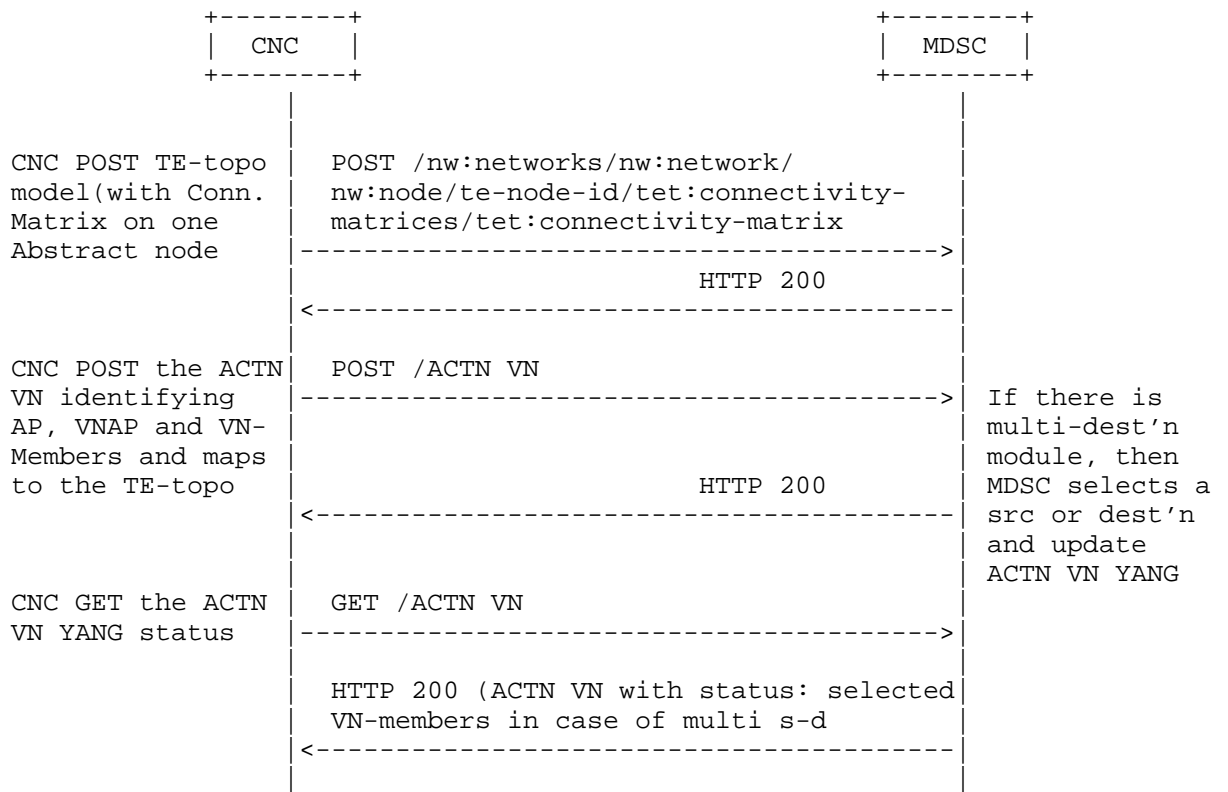 CNC
MDSC
CNC POST TE-topo
model(with Conn.
Matrix on one
Abstract node
POST /nw:networks/nw:network/
nw:node/te-node-id/tet:connectivity-
matrices/tet:connectivity-matrix
HTTP 200
CNC POST the ACTN
VN identifying
AP, VNAP and VN-
Members and maps
to the TE-topo
POST /ACTN VN
HTTP 200
If there is
multi-dest'n
module, then
MDSC selects a
src or dest'n
and update
ACTN VN YANG
CNC GET the ACTN
VN YANG status
GET /ACTN VN
HTTP 200 (ACTN VN with status: selected
VN-members in case of multi s-d